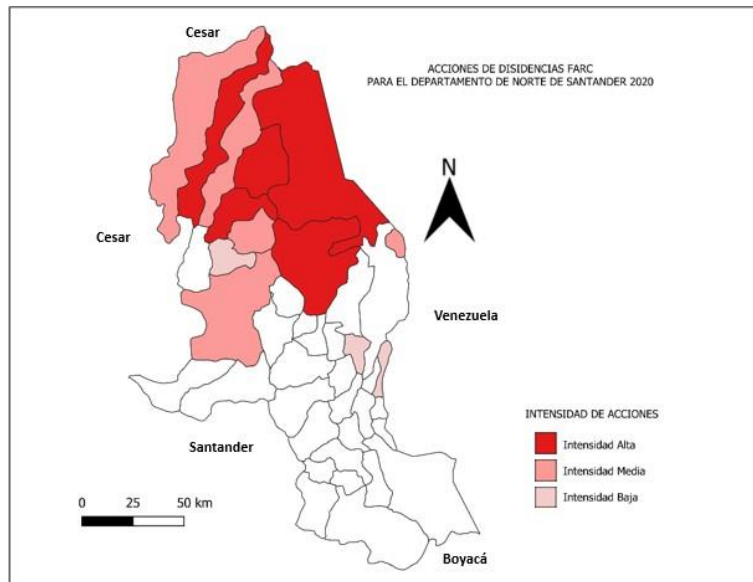 Cesar
ACCIONES DE DISIDENCIAS FARC
PARA EL DEPARTAMENTO DE NORTE DE SANTANDER 2020
N
Cesar
Venezuela
INTENSIDAD DE ACCIONES
Intensidad Alta
Intensidad Media
Intensidad Baja
Santander
0 25 50 km
Boyacá